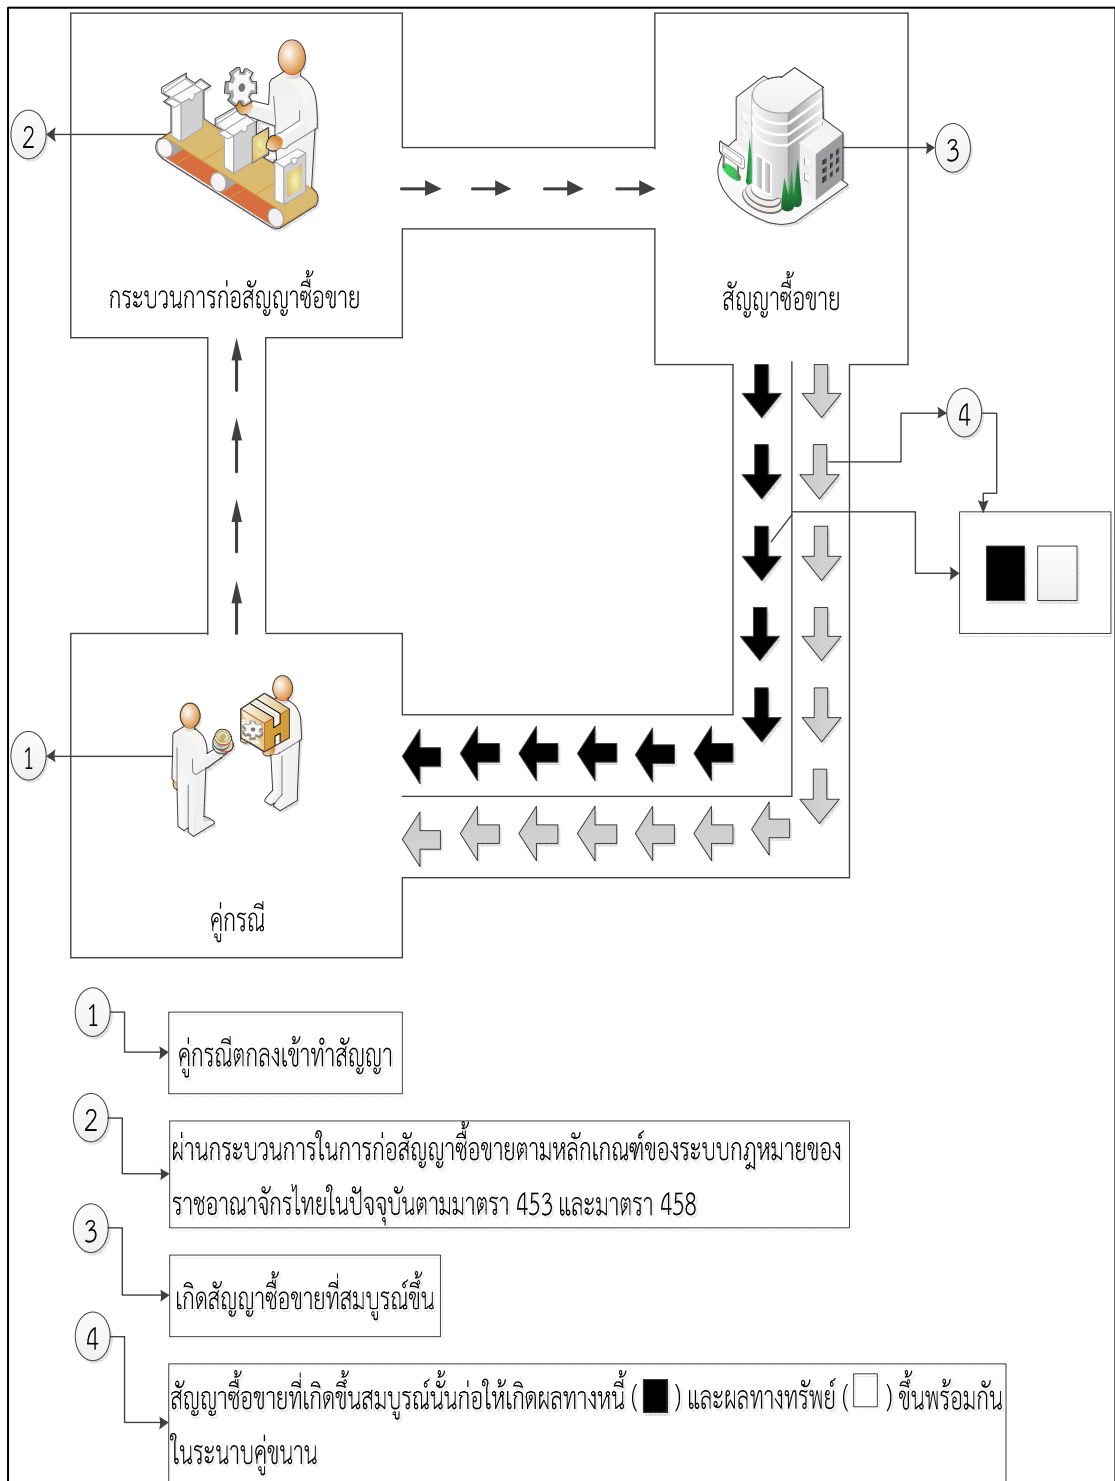 2
3
กระบวนการก่อสัญญาซื้อขาย
สัญญาซื้อขาย
4
1
คู่กรณี
1
คู่กรณีตกลงเข้าทำสัญญา
2
ผ่านกระบวนการในการก่อสัญญาซื้อขายตามหลักเกณฑ์ของระบบกฎหมายของ
ราชอาณาจักรไทยในปัจจุบันตามมาตรา 453 และมาตรา 458
3
เกิดสัญญาซื้อขายที่สมบูรณ์ขึ้น
4
สัญญาซื้อขายที่เกิดขึ้นสมบูรณ์นั้นก่อให้เกิดผลทางหนี้ ( ) และผลทางทรัพย์ ( ) ขึ้นพร้อมกัน
ในระนาบคู่ขนาน